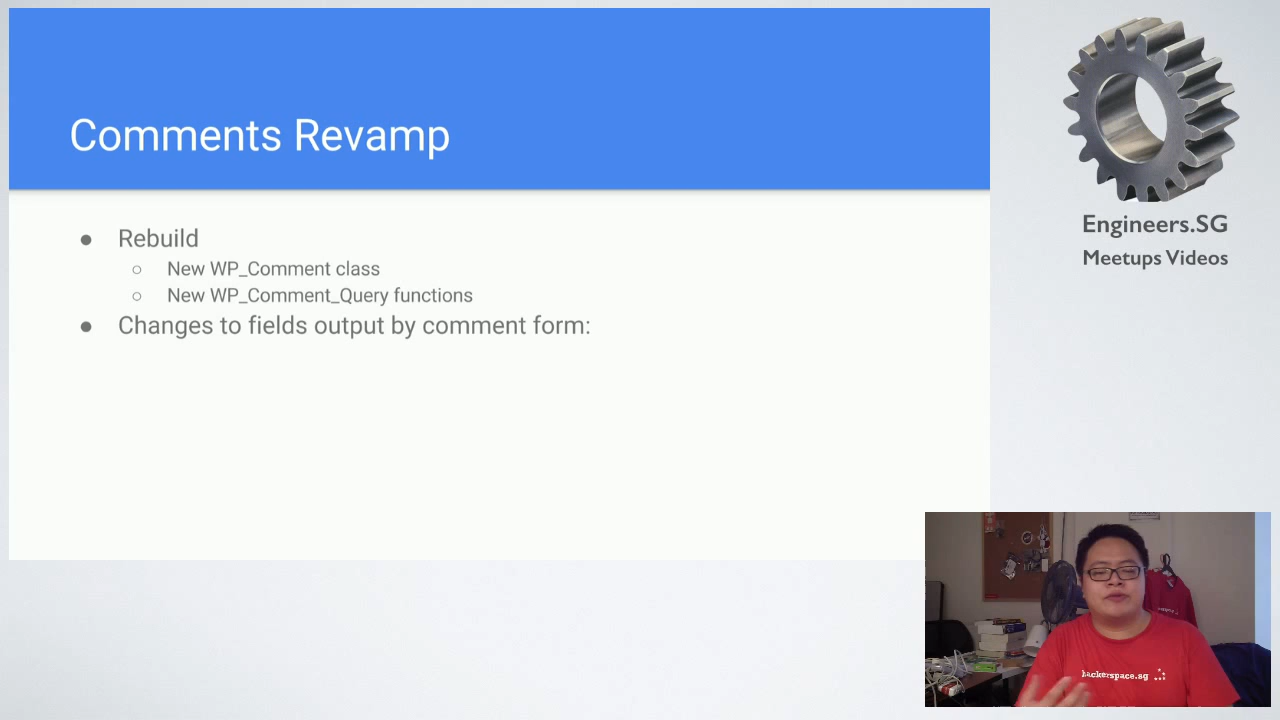 Comments Revamp
● Rebuild
○ New WP_Comment class
○ New WP_Comment_Query functions
● Changes to fields output by comment form:
Engineers.SG
Meetups Videos
hackerspace.sg